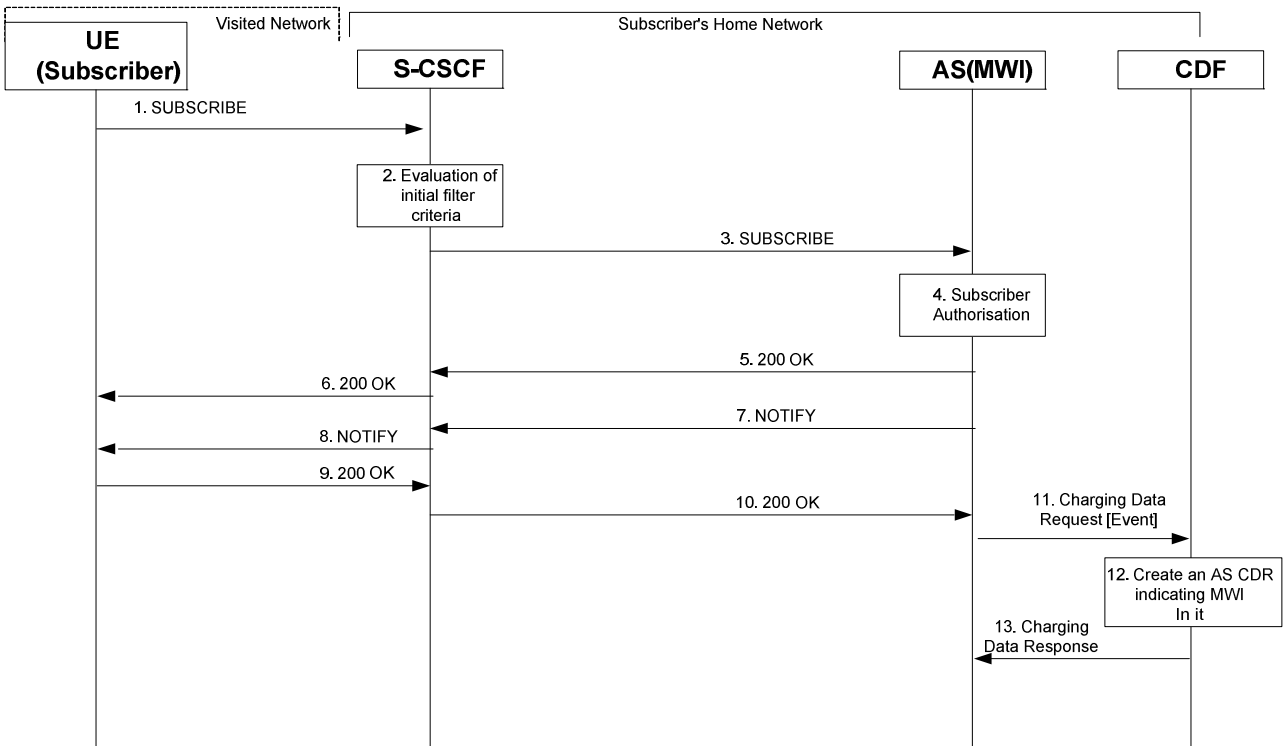 Visited Network
Subscriber's Home Network
UE
(Subscriber)
S-CSCF
AS(MWI)
CDF
1. SUBSCRIBE
2. Evaluation of
initial filter
criteria
3. SUBSCRIBE
4. Subscriber
Authorisation
5. 200 OK
6. 200 OK
7. NOTIFY
8. NOTIFY
9. 200 OK
10. 200 OK
11. Charging Data
Request [Event]
12. Create an AS CDR
indicating MWI
In it
13. Charging
Data Response